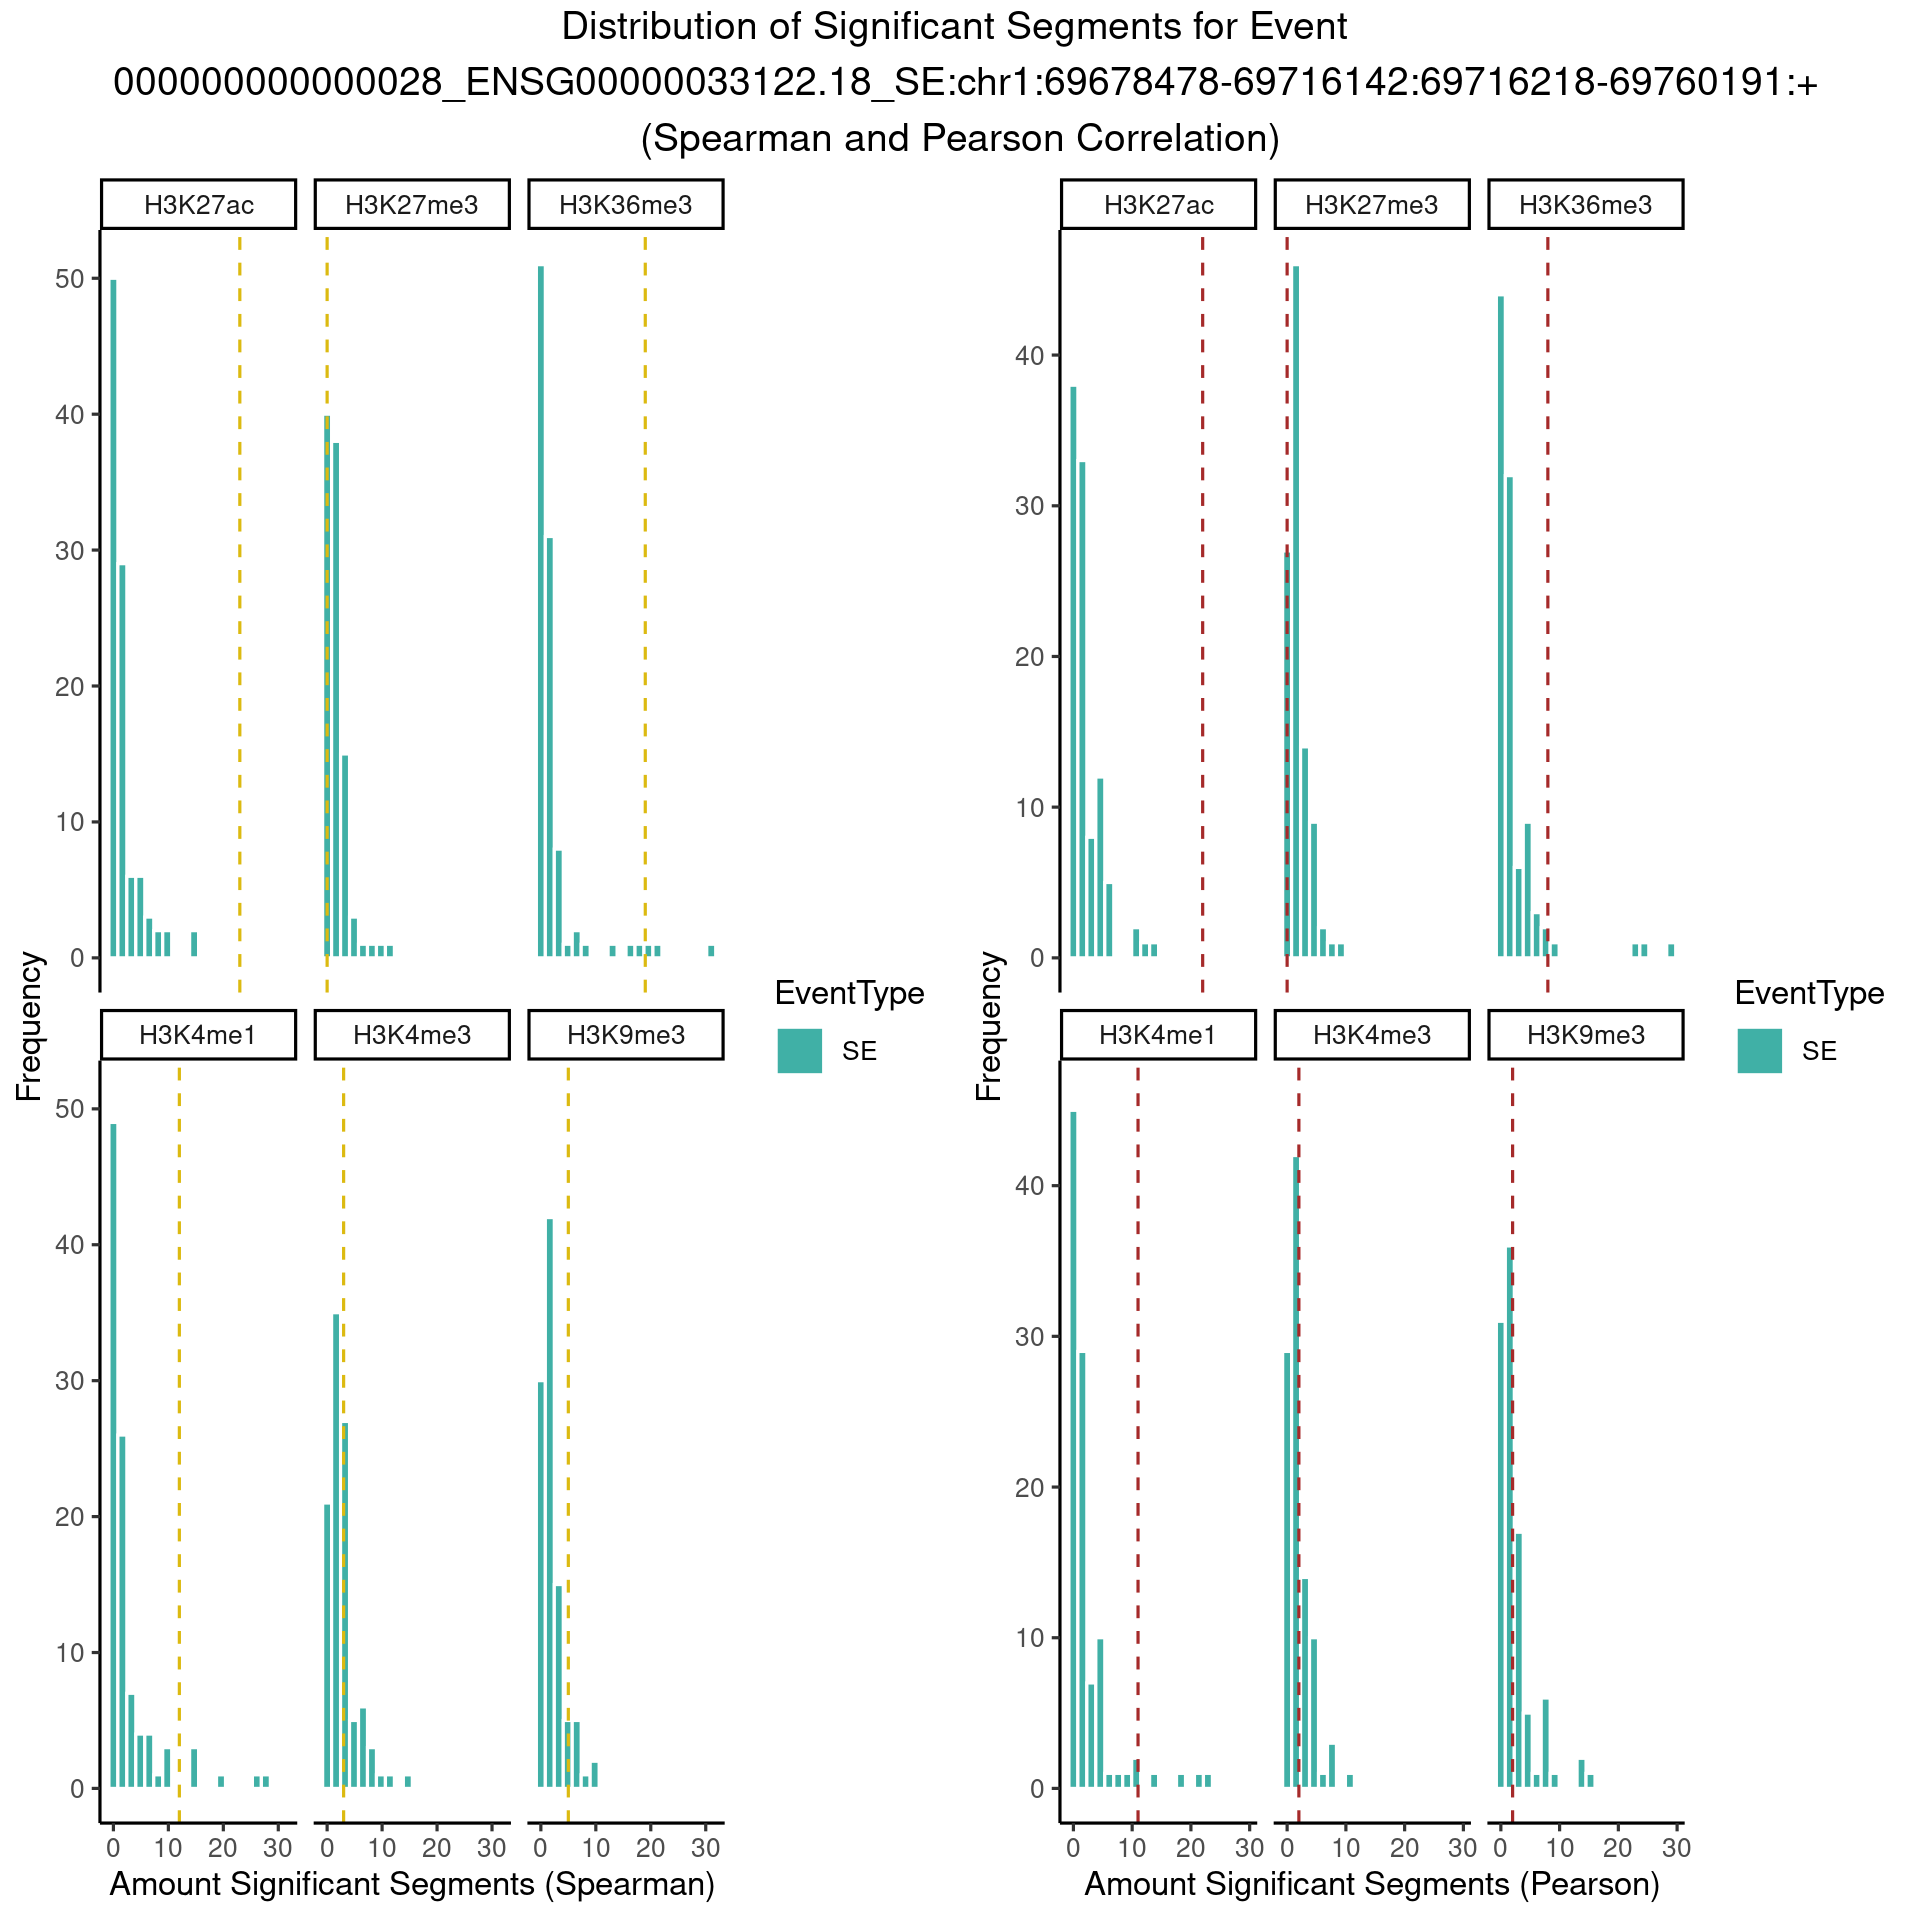 Distribution of Significant Segments for Event
000000000000028_ENSG00000033122.18_SE:chr1:69678478-69716142:69716218-69760191:+
(Spearman and Pearson Correlation)
H3K27ac H3K27me3 H3K36me3
50
40
30
20
10
0
H3K4me1 H3K4me3 H3K9me3
50
40
30
20
10
0
0 10 20 30 0 10 20 30 0 10 20 30
Frequency
Amount Significant Segments (Spearman)
EventType
SE
H3K27ac H3K27me3 H3K36me3
40
30
20
10
0
H3K4me1 H3K4me3 H3K9me3
40
30
20
10
0
0 10 20 30 0 10 20 30 0 10 20 30
Frequency
Amount Significant Segments (Pearson)
EventType
SE